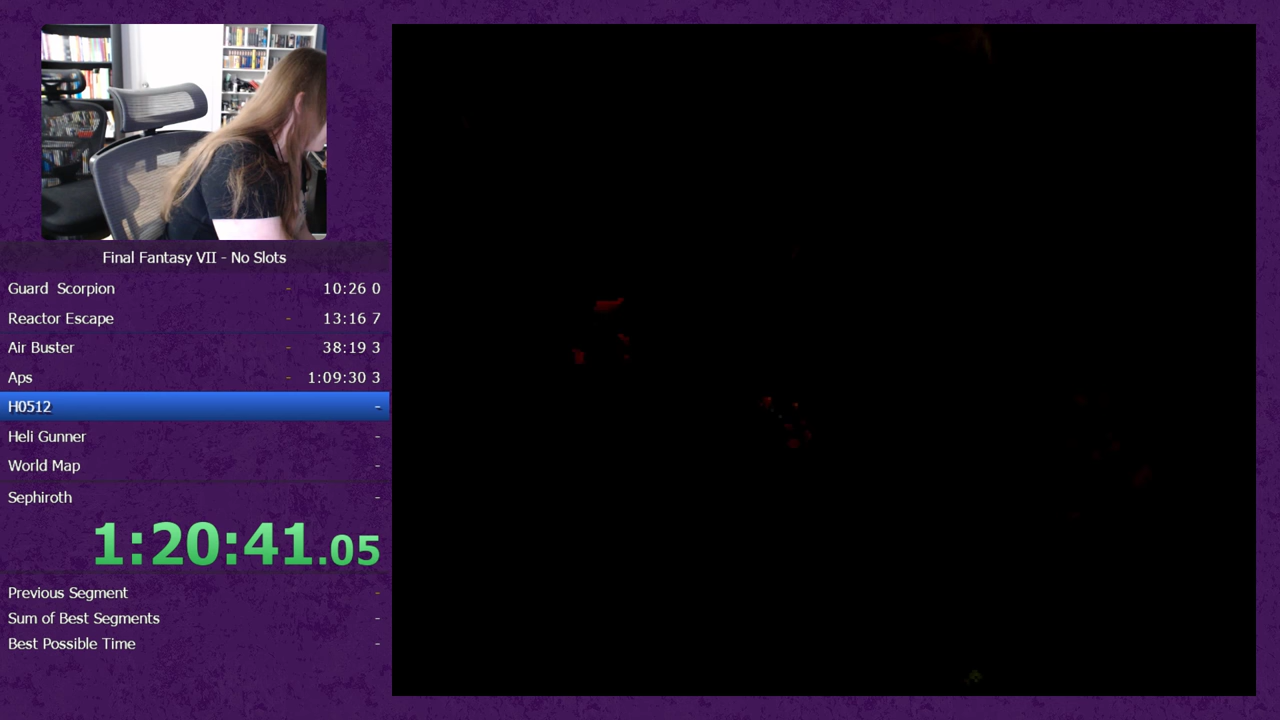 Final Fantasy VII - No Slots
Guard Scorpion - 10:26 0
Reactor Escape - 13:16 7
Air Buster - 38:19 3
Aps - 1:09:30 3
H0512 -
Heli Gunner -
World Map -
Sephiroth -
1:20:41.05
Previous Segment -
Sum of Best Segments -
Best Possible Time -